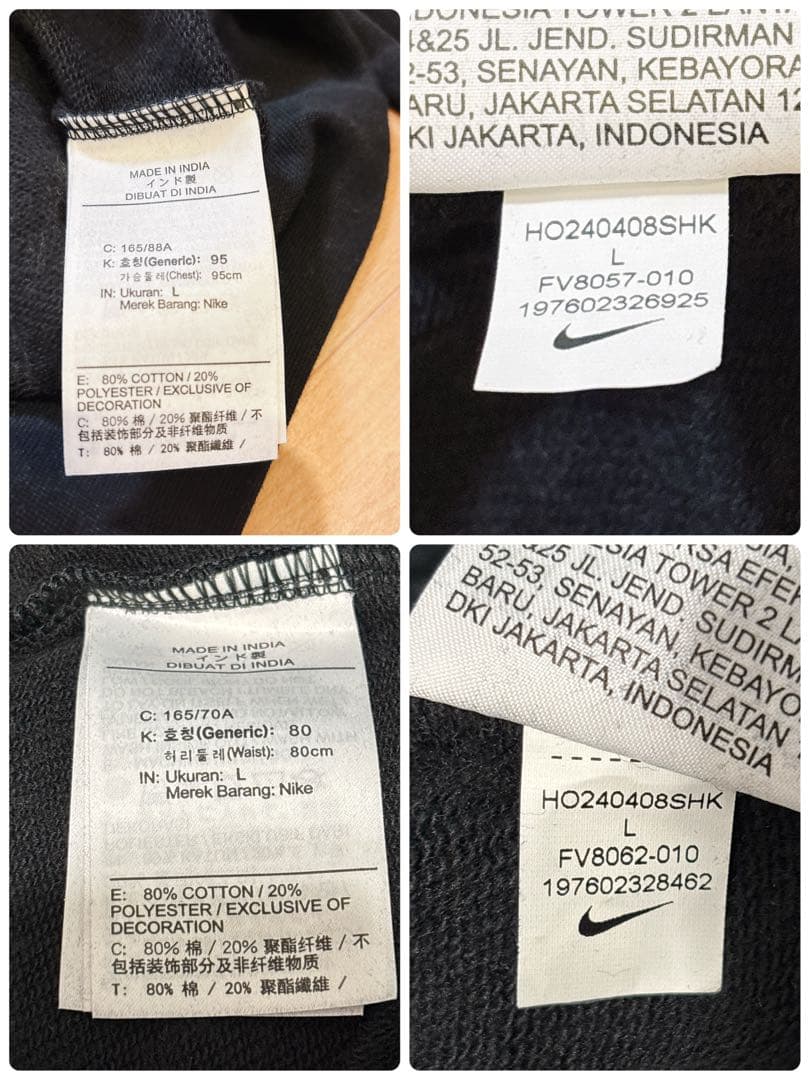 MADE IN INDIA
インド製
DIBUAT DI INDIA
C: 165/88A
K: 호칭(Generic): 95
가슴둘레(Chest): 95cm
IN: Ukuran: L
Merek Barang: Nike
E: 80% COTTON / 20%
POLYESTER / EXCLUSIVE OF
DECORATION
C: 80% 棉 / 20% 聚酯纤维 / 不
包括装饰部分及非纤维物质
T: 80% 棉 / 20% 聚酯纖維 /
TOWER 2
&25 JL. JEND. SUDIRMAN
-53, SENAYAN, KEBAYORA
ARU, JAKARTA SELATAN 12
KI JAKARTA, INDONESIA
HO240408SHK
L
FV8057-010
197602326925
MADE IN INDIA
インド製
DIBUAT DI INDIA
C: 165/70A
K: 호칭(Generic): 80
허리둘레(Waist): 80cm
IN: Ukuran: L
Merek Barang: Nike
E: 80% COTTON / 20%
POLYESTER / EXCLUSIVE OF
DECORATION
C: 80% 棉 / 20% 聚酯纤维 / 不
包括装饰部分及非纤维物质
T: 80% 棉 / 20% 聚酯纖維 /
TOWER 2
&25 JL. JEND. SUDIRM
52-53, SENAYAN, KEBAYO
BARU, JAKARTA SELATAN
DKI JAKARTA, INDONESIA
HO240408SHK
L
FV8062-010
197602328462